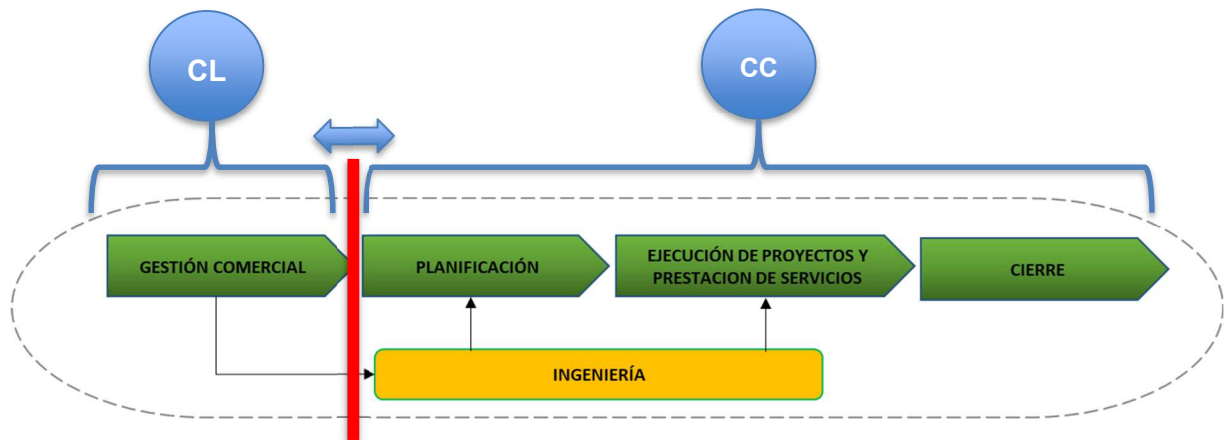 CL
CC
GESTIÓN COMERCIAL
PLANIFICACIÓN
EJECUCIÓN DE PROYECTOS Y
PRESTACION DE SERVICIOS
CIERRE
INGENIERÍA